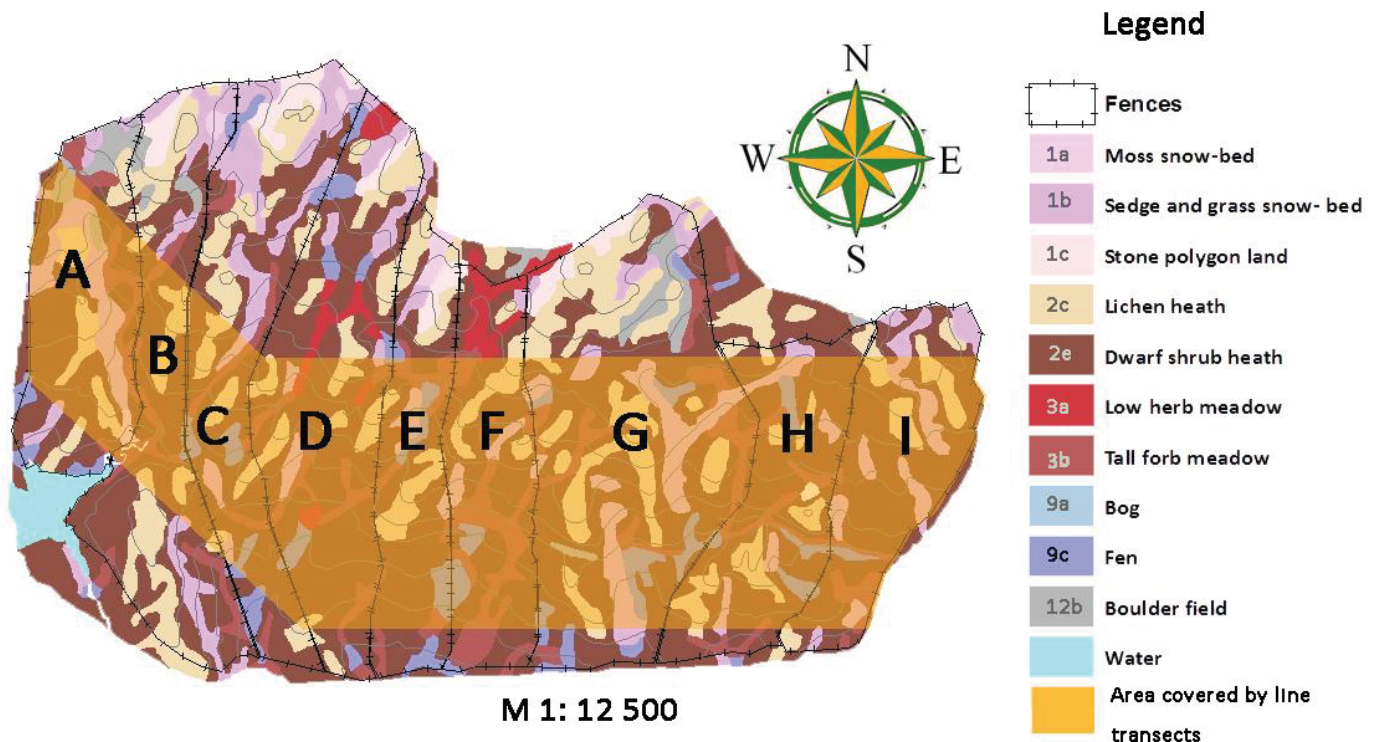 Legend
N
W E
S
Fences
1a Moss snow-bed
1b Sedge and grass snow- bed
1c Stone polygon land
2c Lichen heath
2e Dwarf shrub heath
3a Low herb meadow
3b Tall forb meadow
9a Bog
9c Fen
12b Boulder field
Water
Area covered by line
transects
A
B
C
D
E
F
G
H
I
M 1: 12 500